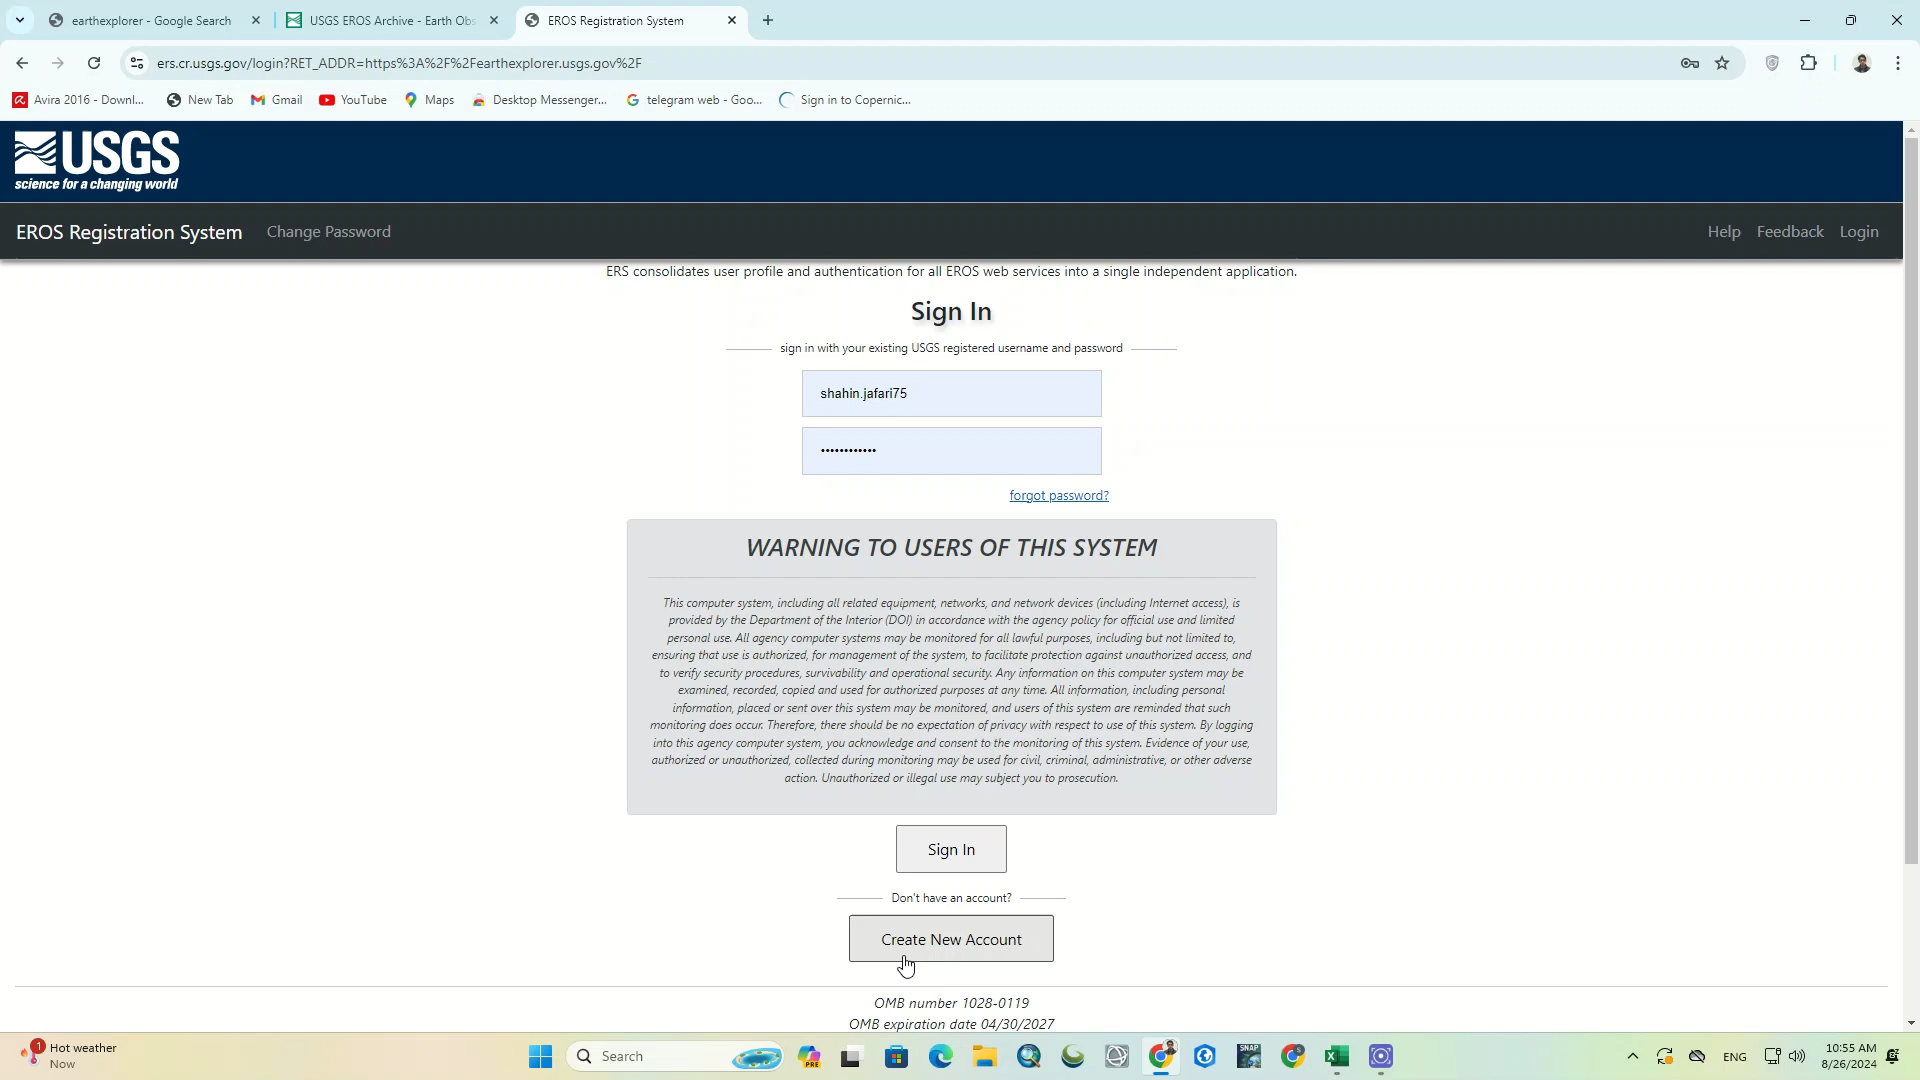 earthexplorer - Google Search
USGS EROS Archive - Earth Obs
EROS Registration System
ers.cr.usgs.gov/login?RET_ADDR=https%3A%2F%2Fearthexplorer.usgs.gov%2F
Avira 2016 - Downl...
New Tab
Gmail
YouTube
Maps
Desktop Messenger...
telegram web - Goo...
Sign in to Copernic...
USGS
science for a changing world
EROS Registration System
Change Password
Help
Feedback
Login
ERS consolidates user profile and authentication for all EROS web services into a single independent application.
Sign In
sign in with your existing USGS registered username and password
shahin.jafari75
••••••••••••
forgot password?
WARNING TO USERS OF THIS SYSTEM
This computer system, including all related equipment, networks, and network devices (including Internet access), is
provided by the Department of the Interior (DOI) in accordance with the agency policy for official use and limited
personal use. All agency computer systems may be monitored for all lawful purposes, including but not limited to,
ensuring that use is authorized, for management of the system, to facilitate protection against unauthorized access, and
to verify security procedures, survivability and operational security. Any information on this computer system may be
examined, recorded, copied and used for authorized purposes at any time. All information, including personal
information, placed or sent over this system may be monitored, and users of this system are reminded that such
monitoring does occur. Therefore, there should be no expectation of privacy with respect to use of this system. By logging
into this agency computer system, you acknowledge and consent to the monitoring of this system. Evidence of your use,
authorized or unauthorized, collected during monitoring may be used for civil, criminal, administrative, or other adverse
action. Unauthorized or illegal use may subject you to prosecution.
Sign In
Don't have an account?
Create New Account
OMB number 1028-0119
OMB expiration date 04/30/2027
1
Hot weather
Now
Search
PRE
SNAP
S
ENG
10:55 AM
8/26/2024